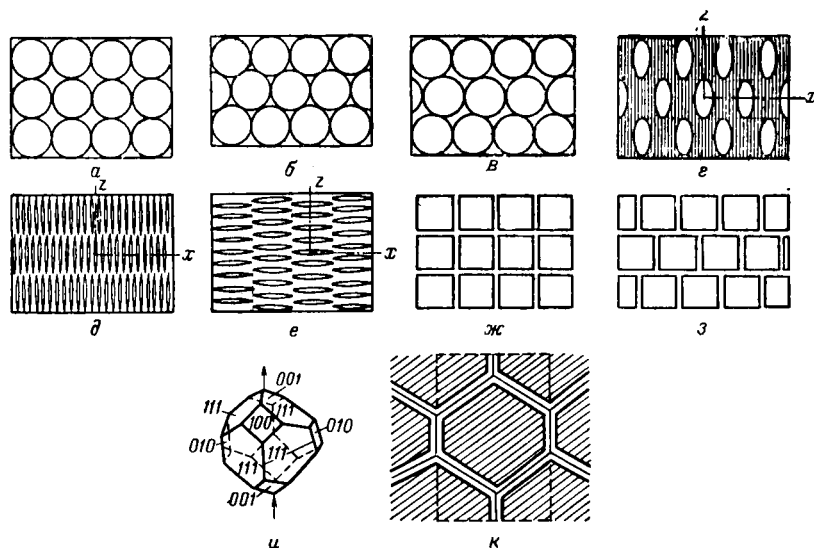 z
x
а б в г
z z
x x
д е ж з
001
111 111
100
010 010
111 111
001
и к